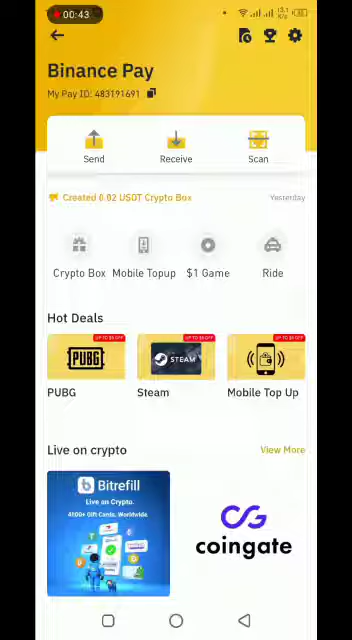 00:43
Binance Pay
My Pay ID: 483191691
Send Receive Scan
Created 0.02 USDT Crypto Box Yesterday
Crypto Box Mobile Topup $1 Game Ride
Hot Deals
UP TO $5 OFF UP TO $5 OFF UP TO $5 OFF
PUBG STEAM
PUBG Steam Mobile Top Up
Live on crypto View More
Bitrefill
Live on Crypto.
4100+ Gift Cards. Worldwide.
coingate